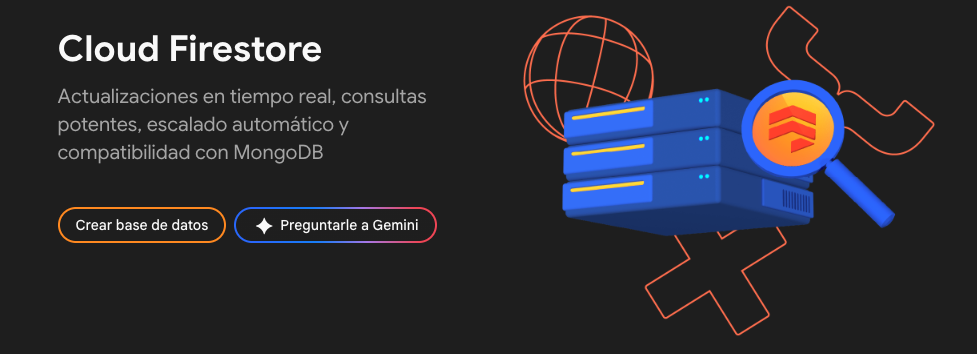 Cloud Firestore
Actualizaciones en tiempo real, consultas
potentes, escalado automático y
compatibilidad con MongoDB
Crear base de datos
Preguntarle a Gemini